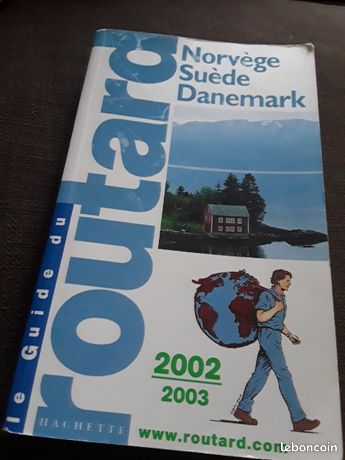 Norvège
Suède
Danemark
le Guide du
routard
2002
2003
HACHETTE
www.routard.com
leboncoin